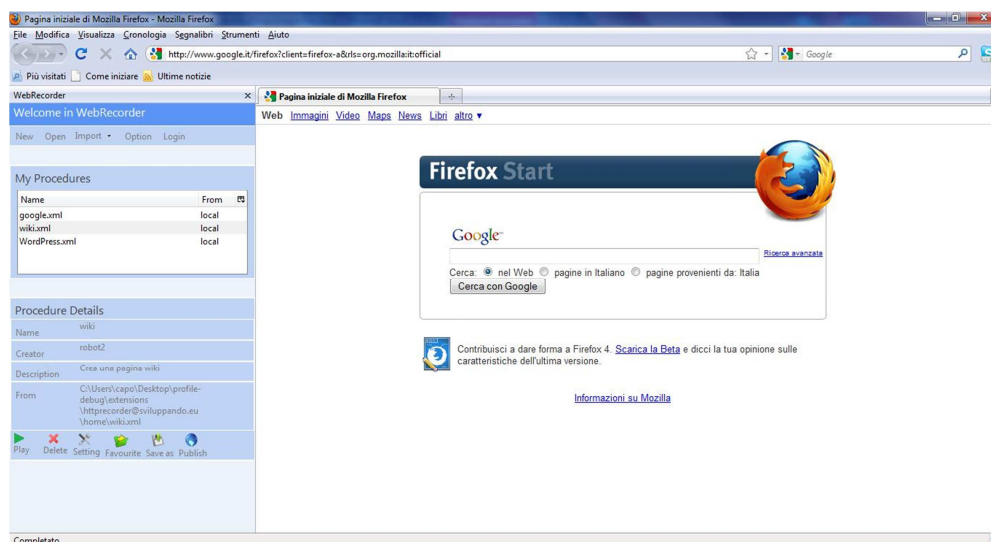 Pagina iniziale di Mozilla Firefox - Mozilla Firefox
File Modifica Visualizza Cronologia Segnalibri Strumenti Aiuto
http://www.google.it/firefox?client=firefox-a&rls=org.mozilla:it:official
Google
Più visitati Come iniziare Ultime notizie
WebRecorder
Pagina iniziale di Mozilla Firefox
Welcome in WebRecorder
Web Immagini Video Maps News Libri altro ▼
New Open Import Option Login
My Procedures
Name From
google.xml local
wiki.xml local
WordPress.xml local
Firefox Start
Google
Ricerca avanzata
Cerca: nel Web pagine in Italiano pagine provenienti da: Italia
Cerca con Google
Procedure Details
Name wiki
Creator robot2
Description Crea una pagina wiki
From C:\Users\capo\Desktop\profile-
debug\extensions
\httprecorder@sviluppando.eu
\home\wiki.xml
Play Delete Setting Favourite Save as Publish
Contribuisci a dare forma a Firefox 4. Scarica la Beta e dicci la tua opinione sulle
caratteristiche dell'ultima versione.
Informazioni su Mozilla
Completato